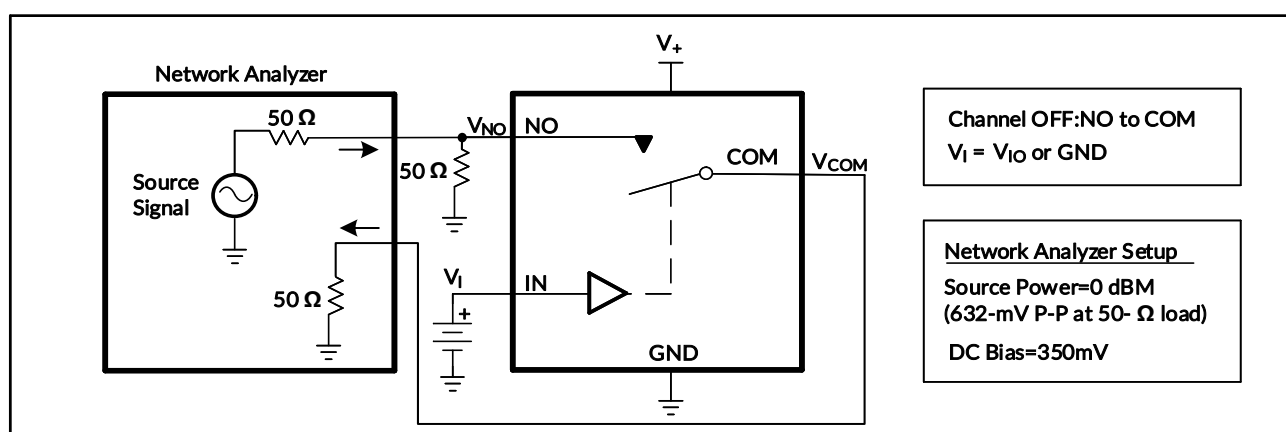 V+
Network Analyzer
50 Ω
VNO
NO
50 Ω
COM
VCOM
Source
Signal
VI
IN
50 Ω
GND
Channel OFF:NO to COM
VI = VIO or GND
Network Analyzer Setup
Source Power=0 dBM
(632-mV P-P at 50- Ω load)
DC Bias=350mV
+